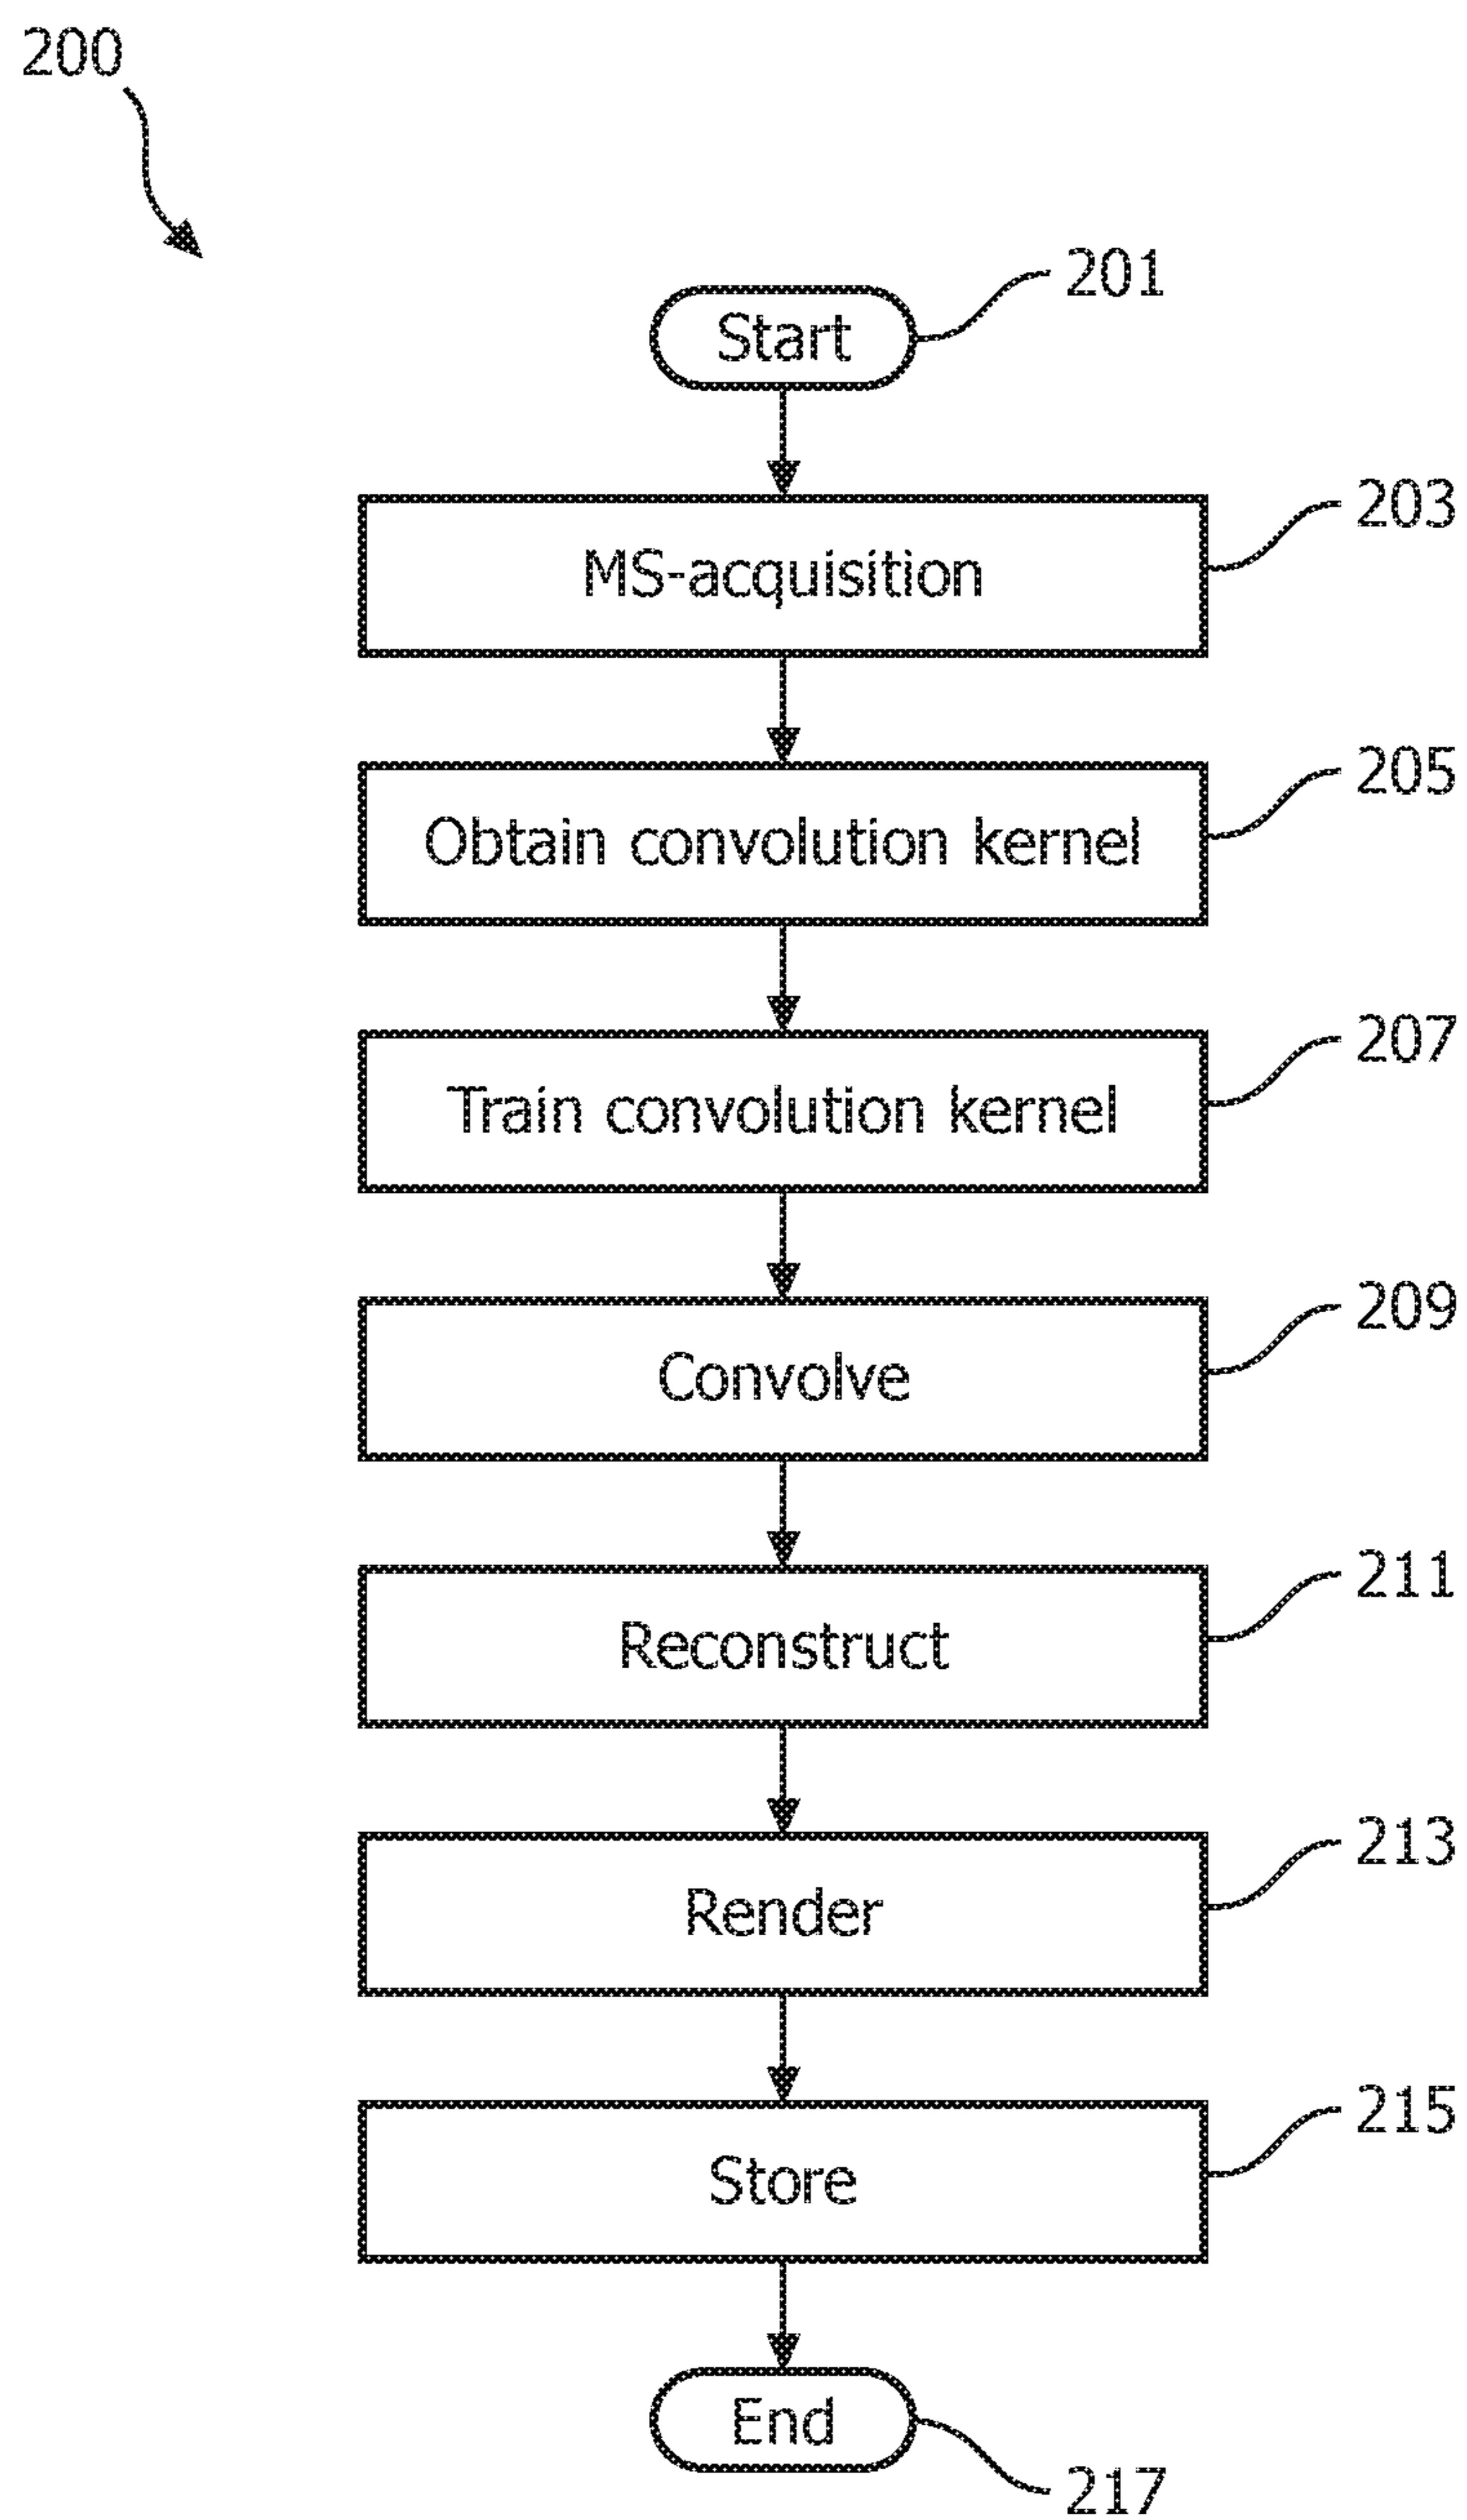 200
Start
201
MS-acquisition
203
Obtain convolution kernel
205
Train convolution kernel
207
Convolve
209
Reconstruct
211
Render
213
Store
215
End
217